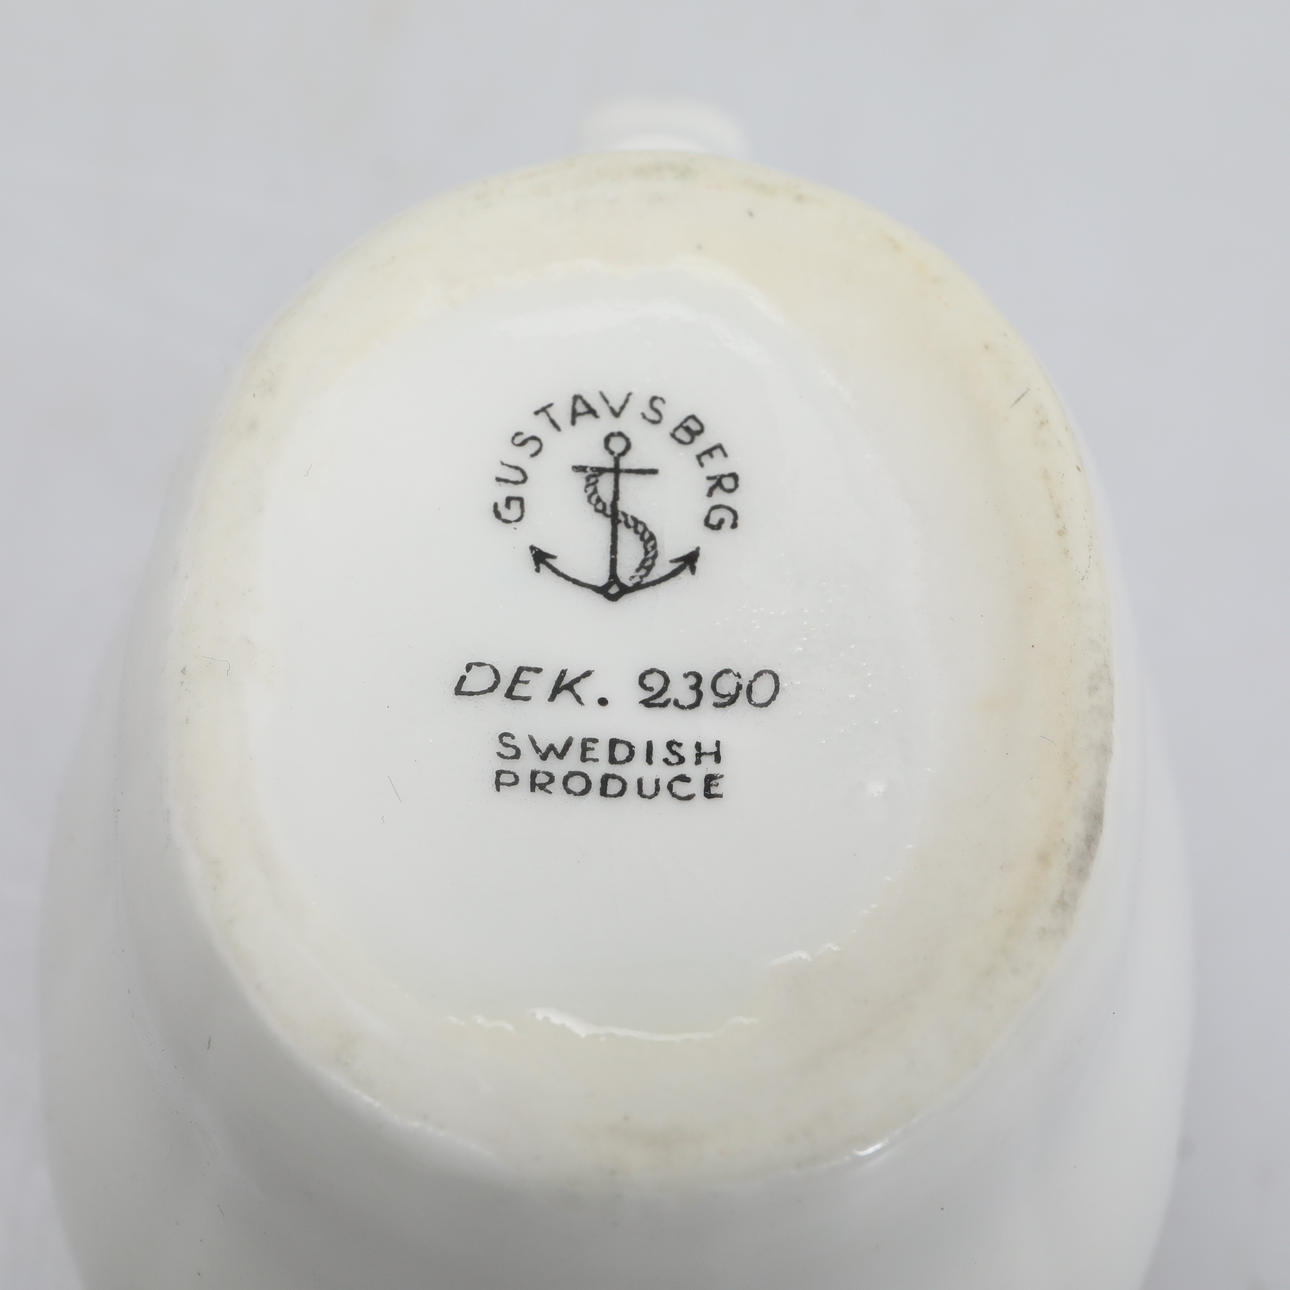 GUSTAVSBERG
DEK. 2390
SWEDISH
PRODUCE